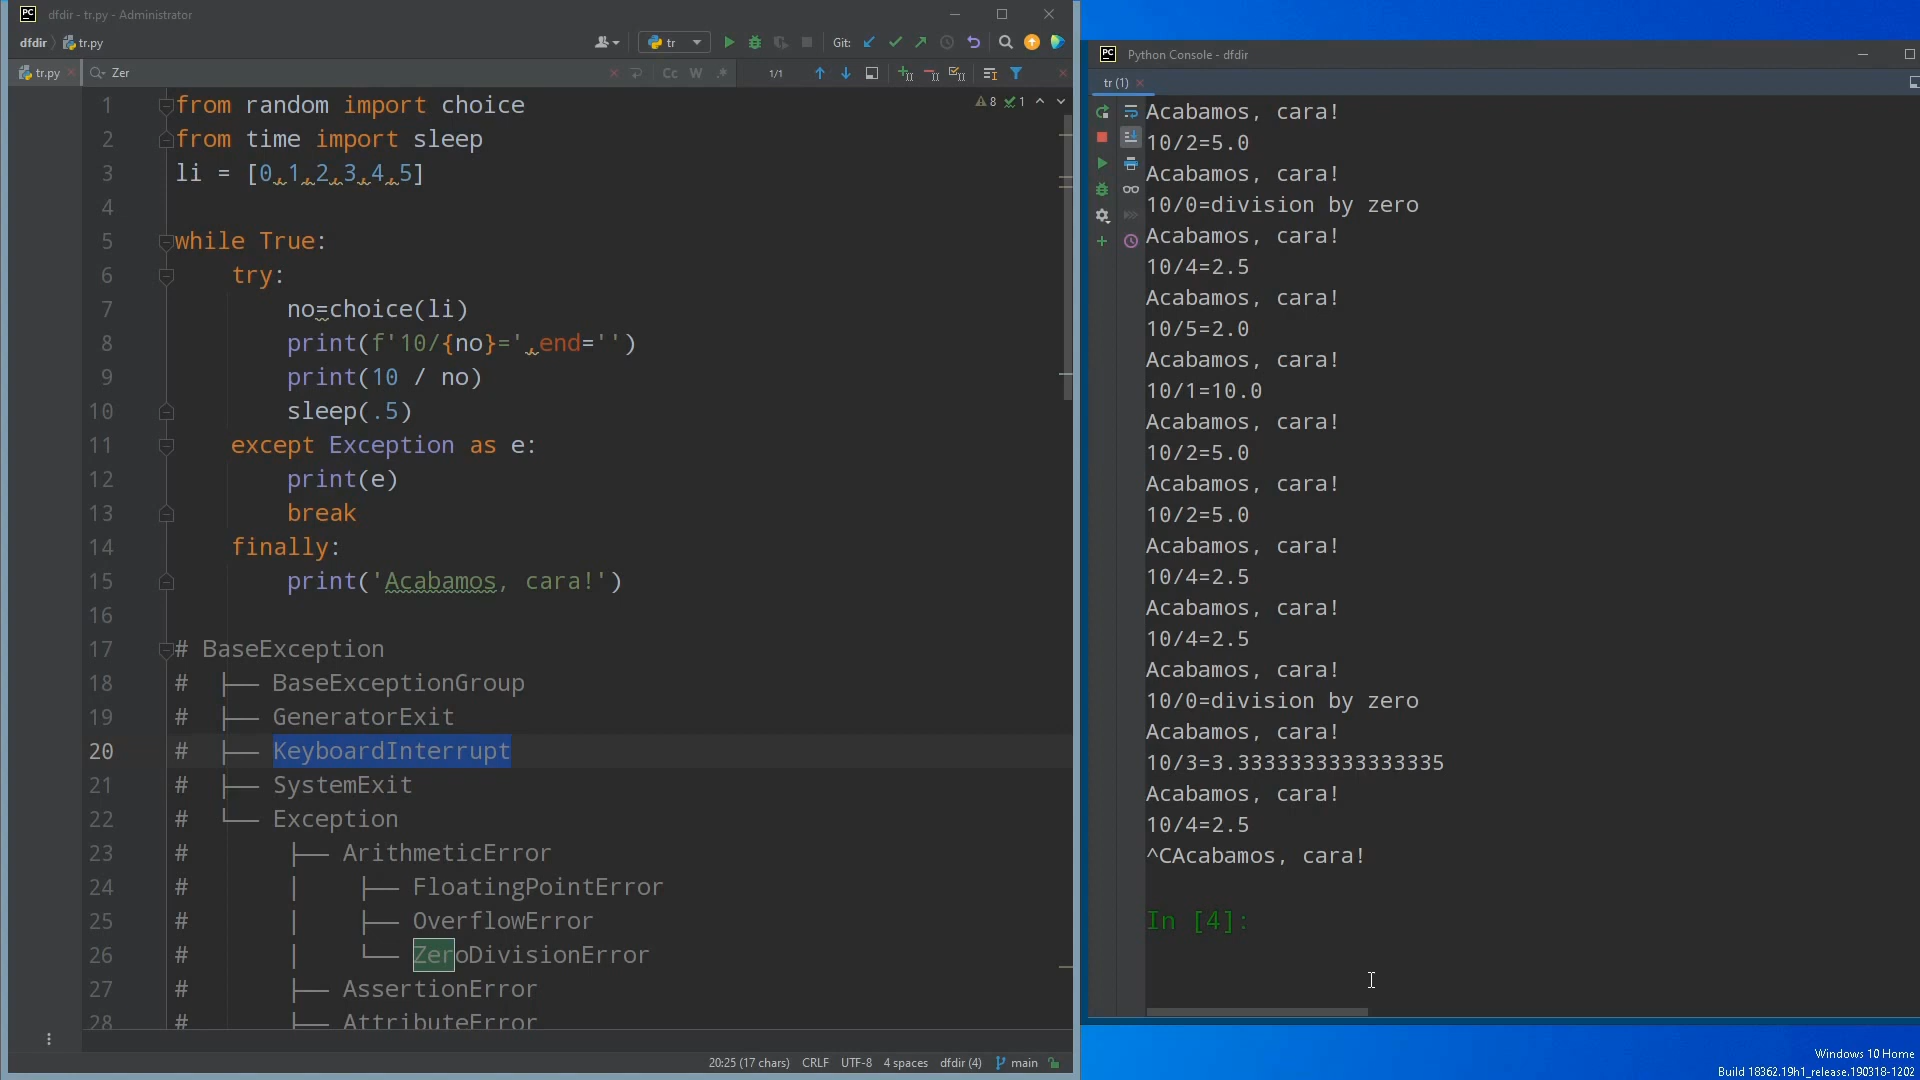 dfdir - tr.py - Administrator
dfdir tr.py
tr
Git:
tr.py
Zer
Cc W .*
1/1
8 1
1 from random import choice
2 from time import sleep
3 li = [0,1,2,3,4,5]
4
5 while True:
6 try:
7 no=choice(li)
8 print(f'10/{no}=',end='')
9 print(10 / no)
10 sleep(.5)
11 except Exception as e:
12 print(e)
13 break
14 finally:
15 print('Acabamos, cara!')
16
17 # BaseException
18 # ├── BaseExceptionGroup
19 # ├── GeneratorExit
20 # ├── KeyboardInterrupt
21 # ├── SystemExit
22 # └── Exception
23 # ├── ArithmeticError
24 # │ ├── FloatingPointError
25 # │ ├── OverflowError
26 # │ └── ZeroDivisionError
27 # ├── AssertionError
28 # ├── AttributeError
20:25 (17 chars) CRLF UTF-8 4 spaces dfdir (4) main
Python Console - dfdir
tr (1)
Acabamos, cara!
10/2=5.0
Acabamos, cara!
10/0=division by zero
Acabamos, cara!
10/4=2.5
Acabamos, cara!
10/5=2.0
Acabamos, cara!
10/1=10.0
Acabamos, cara!
10/2=5.0
Acabamos, cara!
10/2=5.0
Acabamos, cara!
10/4=2.5
Acabamos, cara!
10/4=2.5
Acabamos, cara!
10/0=division by zero
Acabamos, cara!
10/3=3.3333333333333335
Acabamos, cara!
10/4=2.5
^CAcabamos, cara!
In [4]:
Windows 10 Home
Build 18362.19h1_release.190318-1202